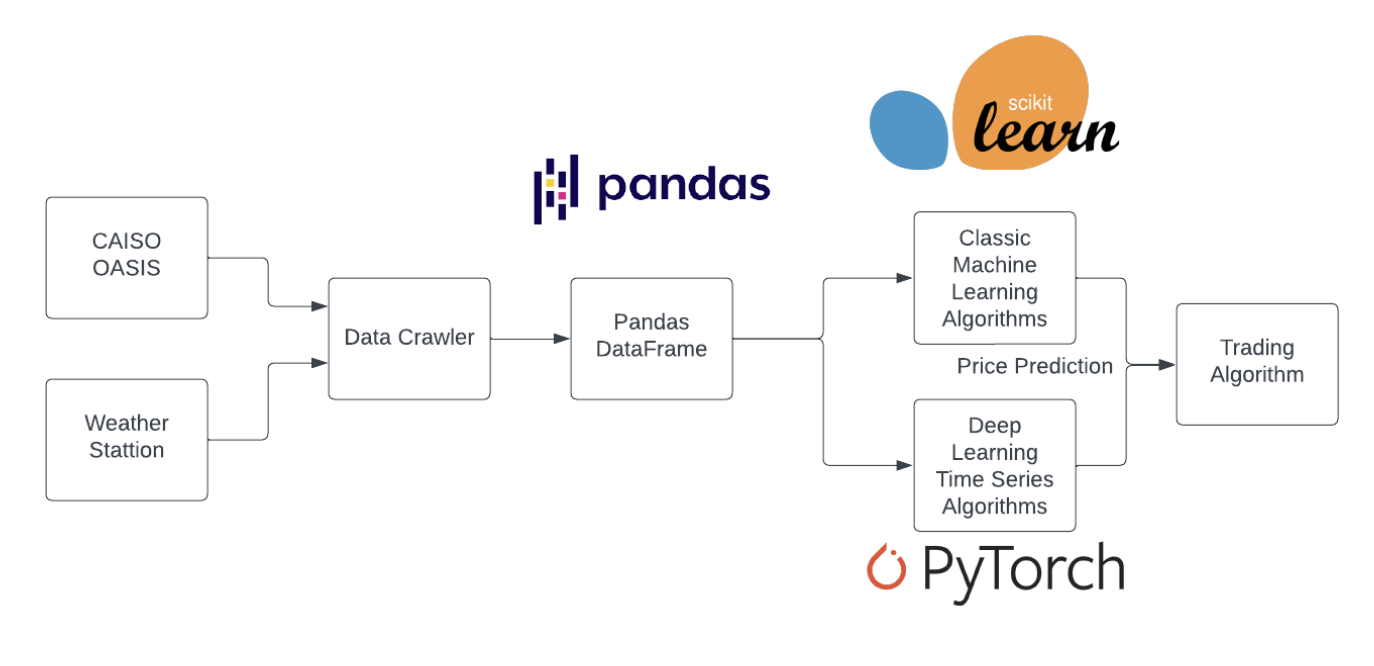 scikit
learn
pandas
CAISO
OASIS
Weather
Stattion
Data Crawler
Pandas
DataFrame
Classic
Machine
Learning
Algorithms
Price Prediction
Deep
Learning
Time Series
Algorithms
PyTorch
Trading
Algorithm